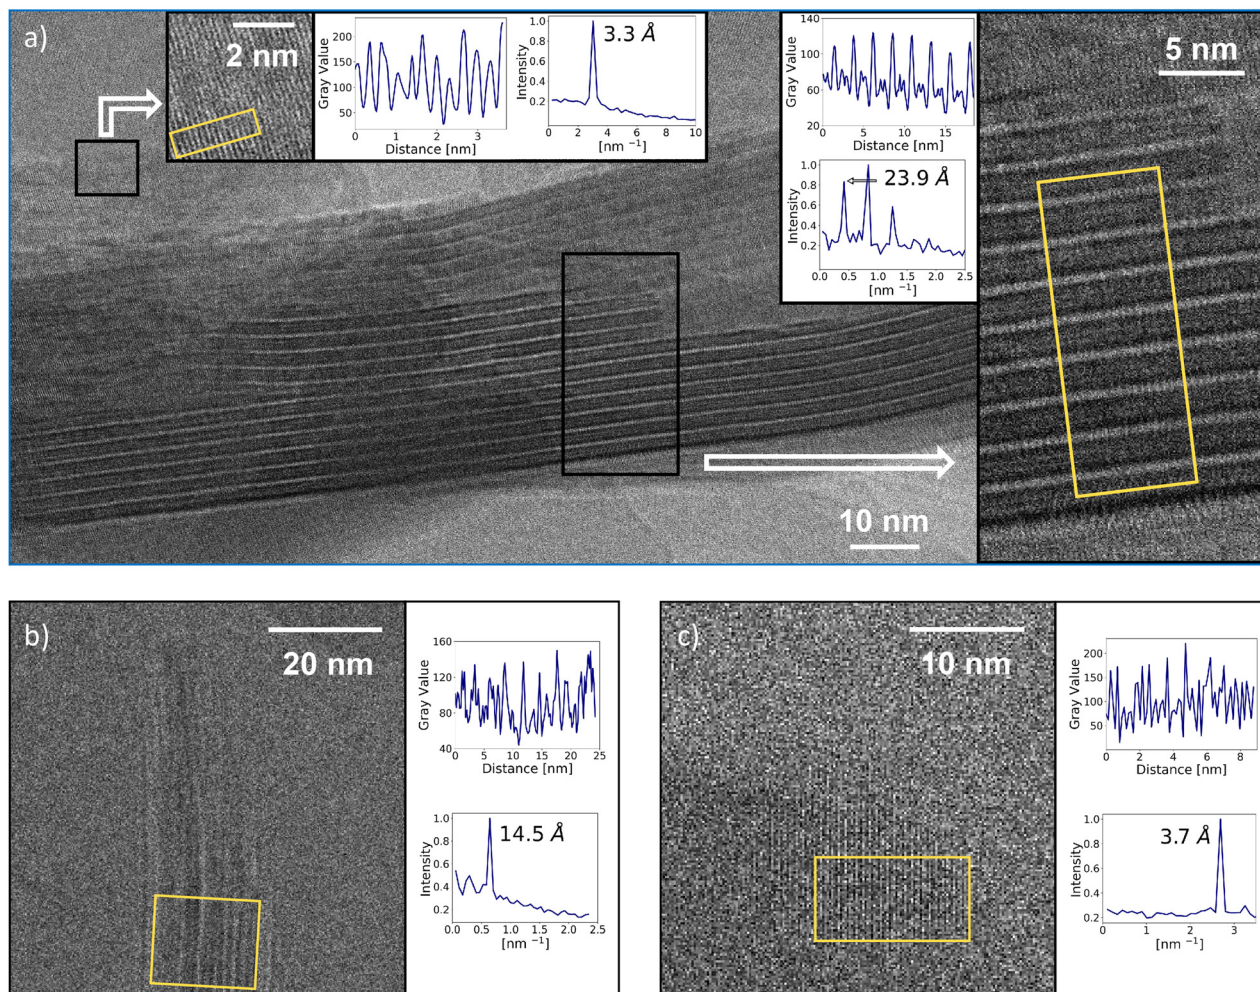 a)
2 nm
Gray Value
200
150
100
50
0 1 2 3
Distance [nm]
Intensity
1.0
0.8
0.6
0.4
0.2
3.3 Å
0 2 4 6 8 10
[nm ⁻¹]
Gray Value
140
100
60
20
0 5 10 15
Distance [nm]
Intensity
1.0
0.8
0.6
0.4
0.2
23.9 Å
0.0 0.5 1.0 1.5 2.0 2.5
[nm ⁻¹]
5 nm
10 nm
b)
20 nm
Gray Value
160
120
80
40
0 5 10 15 20 25
Distance [nm]
Intensity
1.0
0.8
0.6
0.4
0.2
14.5 Å
0.0 0.5 1.0 1.5 2.0 2.5
[nm ⁻¹]
c)
10 nm
Gray Value
200
150
100
50
0
0 2 4 6 8
Distance [nm]
Intensity
1.0
0.8
0.6
0.4
0.2
3.7 Å
0 1 2 3
[nm ⁻¹]